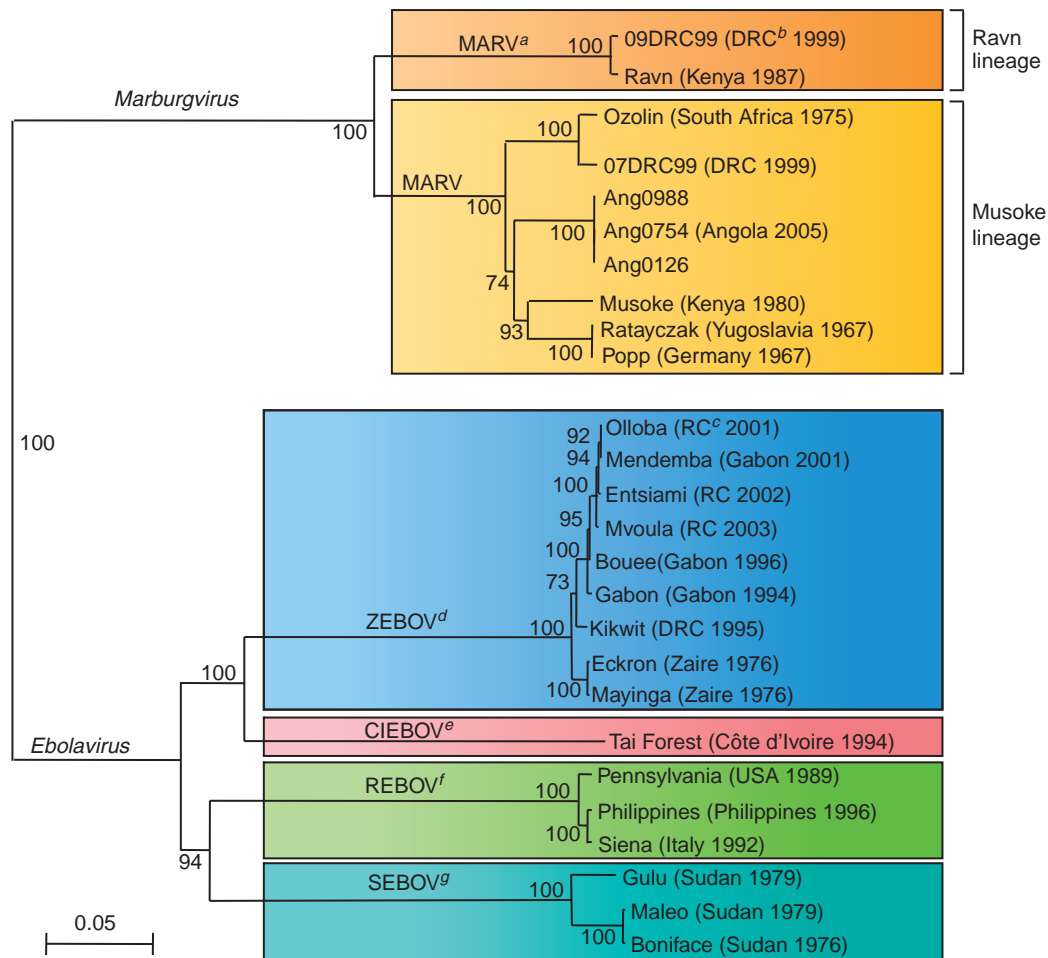 MARVa
100
09DRC99 (DRCb 1999)
Ravn (Kenya 1987)
Ravn
lineage
Marburgvirus
100
MARV
100
100
Ozolin (South Africa 1975)
07DRC99 (DRC 1999)
Ang0988
100
Ang0754 (Angola 2005)
Ang0126
74
Musoke (Kenya 1980)
93
Ratayczak (Yugoslavia 1967)
100
Popp (Germany 1967)
Musoke
lineage
100
92
Olloba (RCc 2001)
94
Mendemba (Gabon 2001)
100
Entsiami (RC 2002)
95
Mvoula (RC 2003)
100
Bouee(Gabon 1996)
73
Gabon (Gabon 1994)
ZEBOVd
100
Kikwit (DRC 1995)
Eckron (Zaire 1976)
100
Mayinga (Zaire 1976)
100
CIEBOVe
Tai Forest (Côte d'Ivoire 1994)
Ebolavirus
REBOVf
100
Pennsylvania (USA 1989)
Philippines (Philippines 1996)
100
Siena (Italy 1992)
94
SEBOVg
100
Gulu (Sudan 1979)
Maleo (Sudan 1979)
100
Boniface (Sudan 1976)
0.05